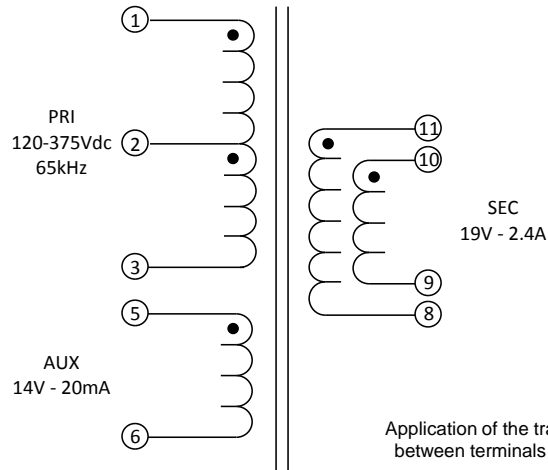 1
PRI
120-375Vdc
65kHz
2
3
5
AUX
14V - 20mA
6
11
10
SEC
19V - 2.4A
9
8
Application of the
between terminals